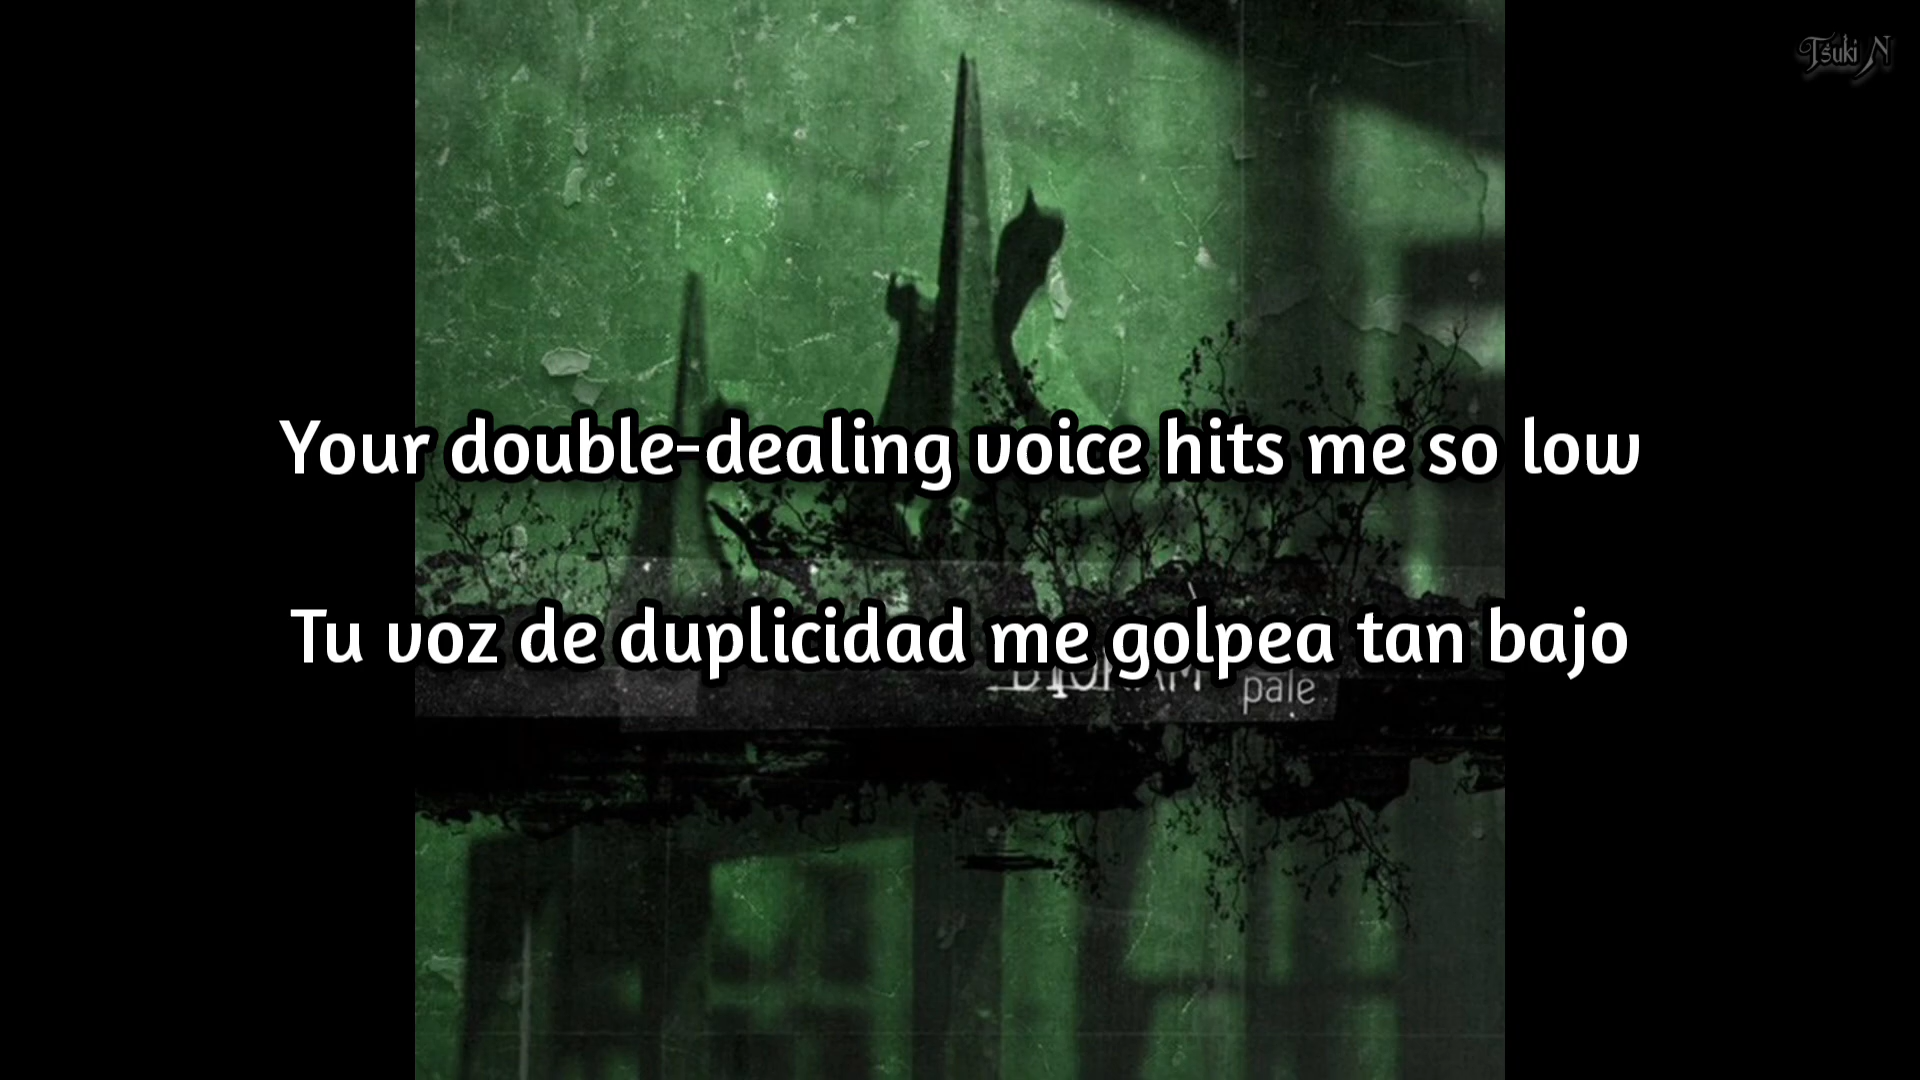 Tsuki N
Your double-dealing voice hits me so low
Tu voz de duplicidad me golpea tan bajo
pale